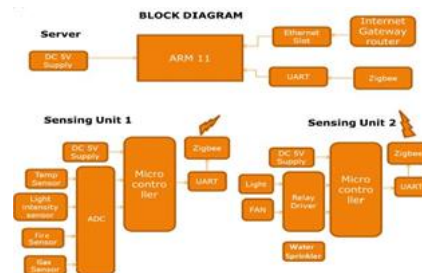 BLOCK DIAGRAM
Server
DC 5V
Supply
ARM 11
Ethernet
Slot
Internet
Gateway
router
UART
Zigbee
Sensing Unit 1
DC 5V
Supply
Temp
Sensor
Light
Intensity
sensor
Fire
Sensor
Gas
Sensor
ADC
Micro
contro
ller
Zigbee
UART
Sensing Unit 2
DC 5V
Supply
Light
FAN
Relay
Driver
Water
Sprinkler
Micro
contro
ller
Zigbee
UART